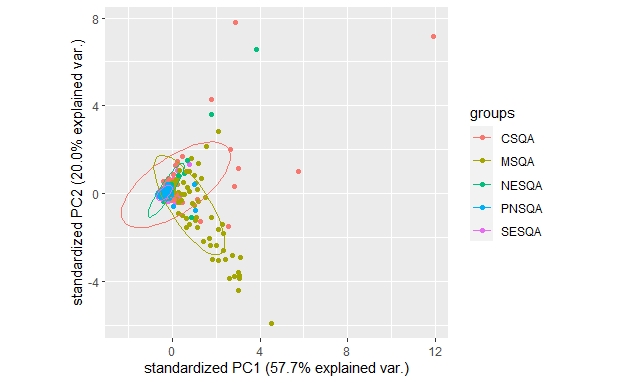 8
4
0
-4
standardized PC2 (20.0% explained var.)
0
4
8
12
standardized PC1 (57.7% explained var.)
groups
CSQA
MSQA
NESQA
PNSQA
SESQA